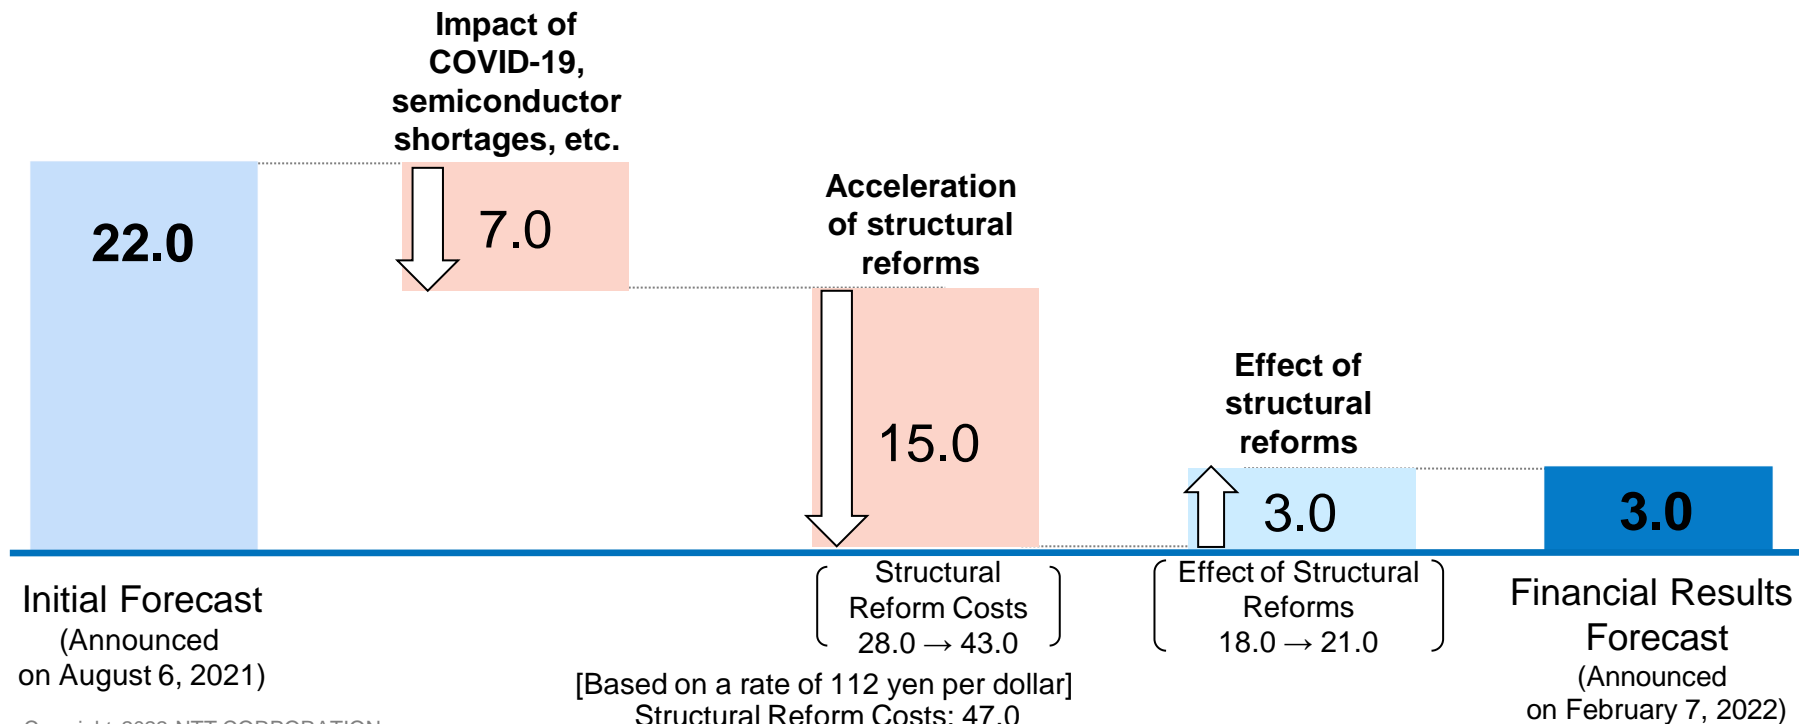 Impact of
COVID-19,
semiconductor
shortages, etc.
22.0
7.0
Acceleration
of structural
reforms
15.0
Effect of
structural
reforms
3.0
3.0
Initial Forecast
(Announced
on August 6, 2021)
Structural
Reform Costs
28.0 → 43.0
Effect of Structural
Reforms
18.0 → 21.0
Financial Results
Forecast
(Announced
on February 7, 2022)
[Based on a rate of 112 yen per dollar]
Structural Reform Costs: 47.0
NTT CORPORATION